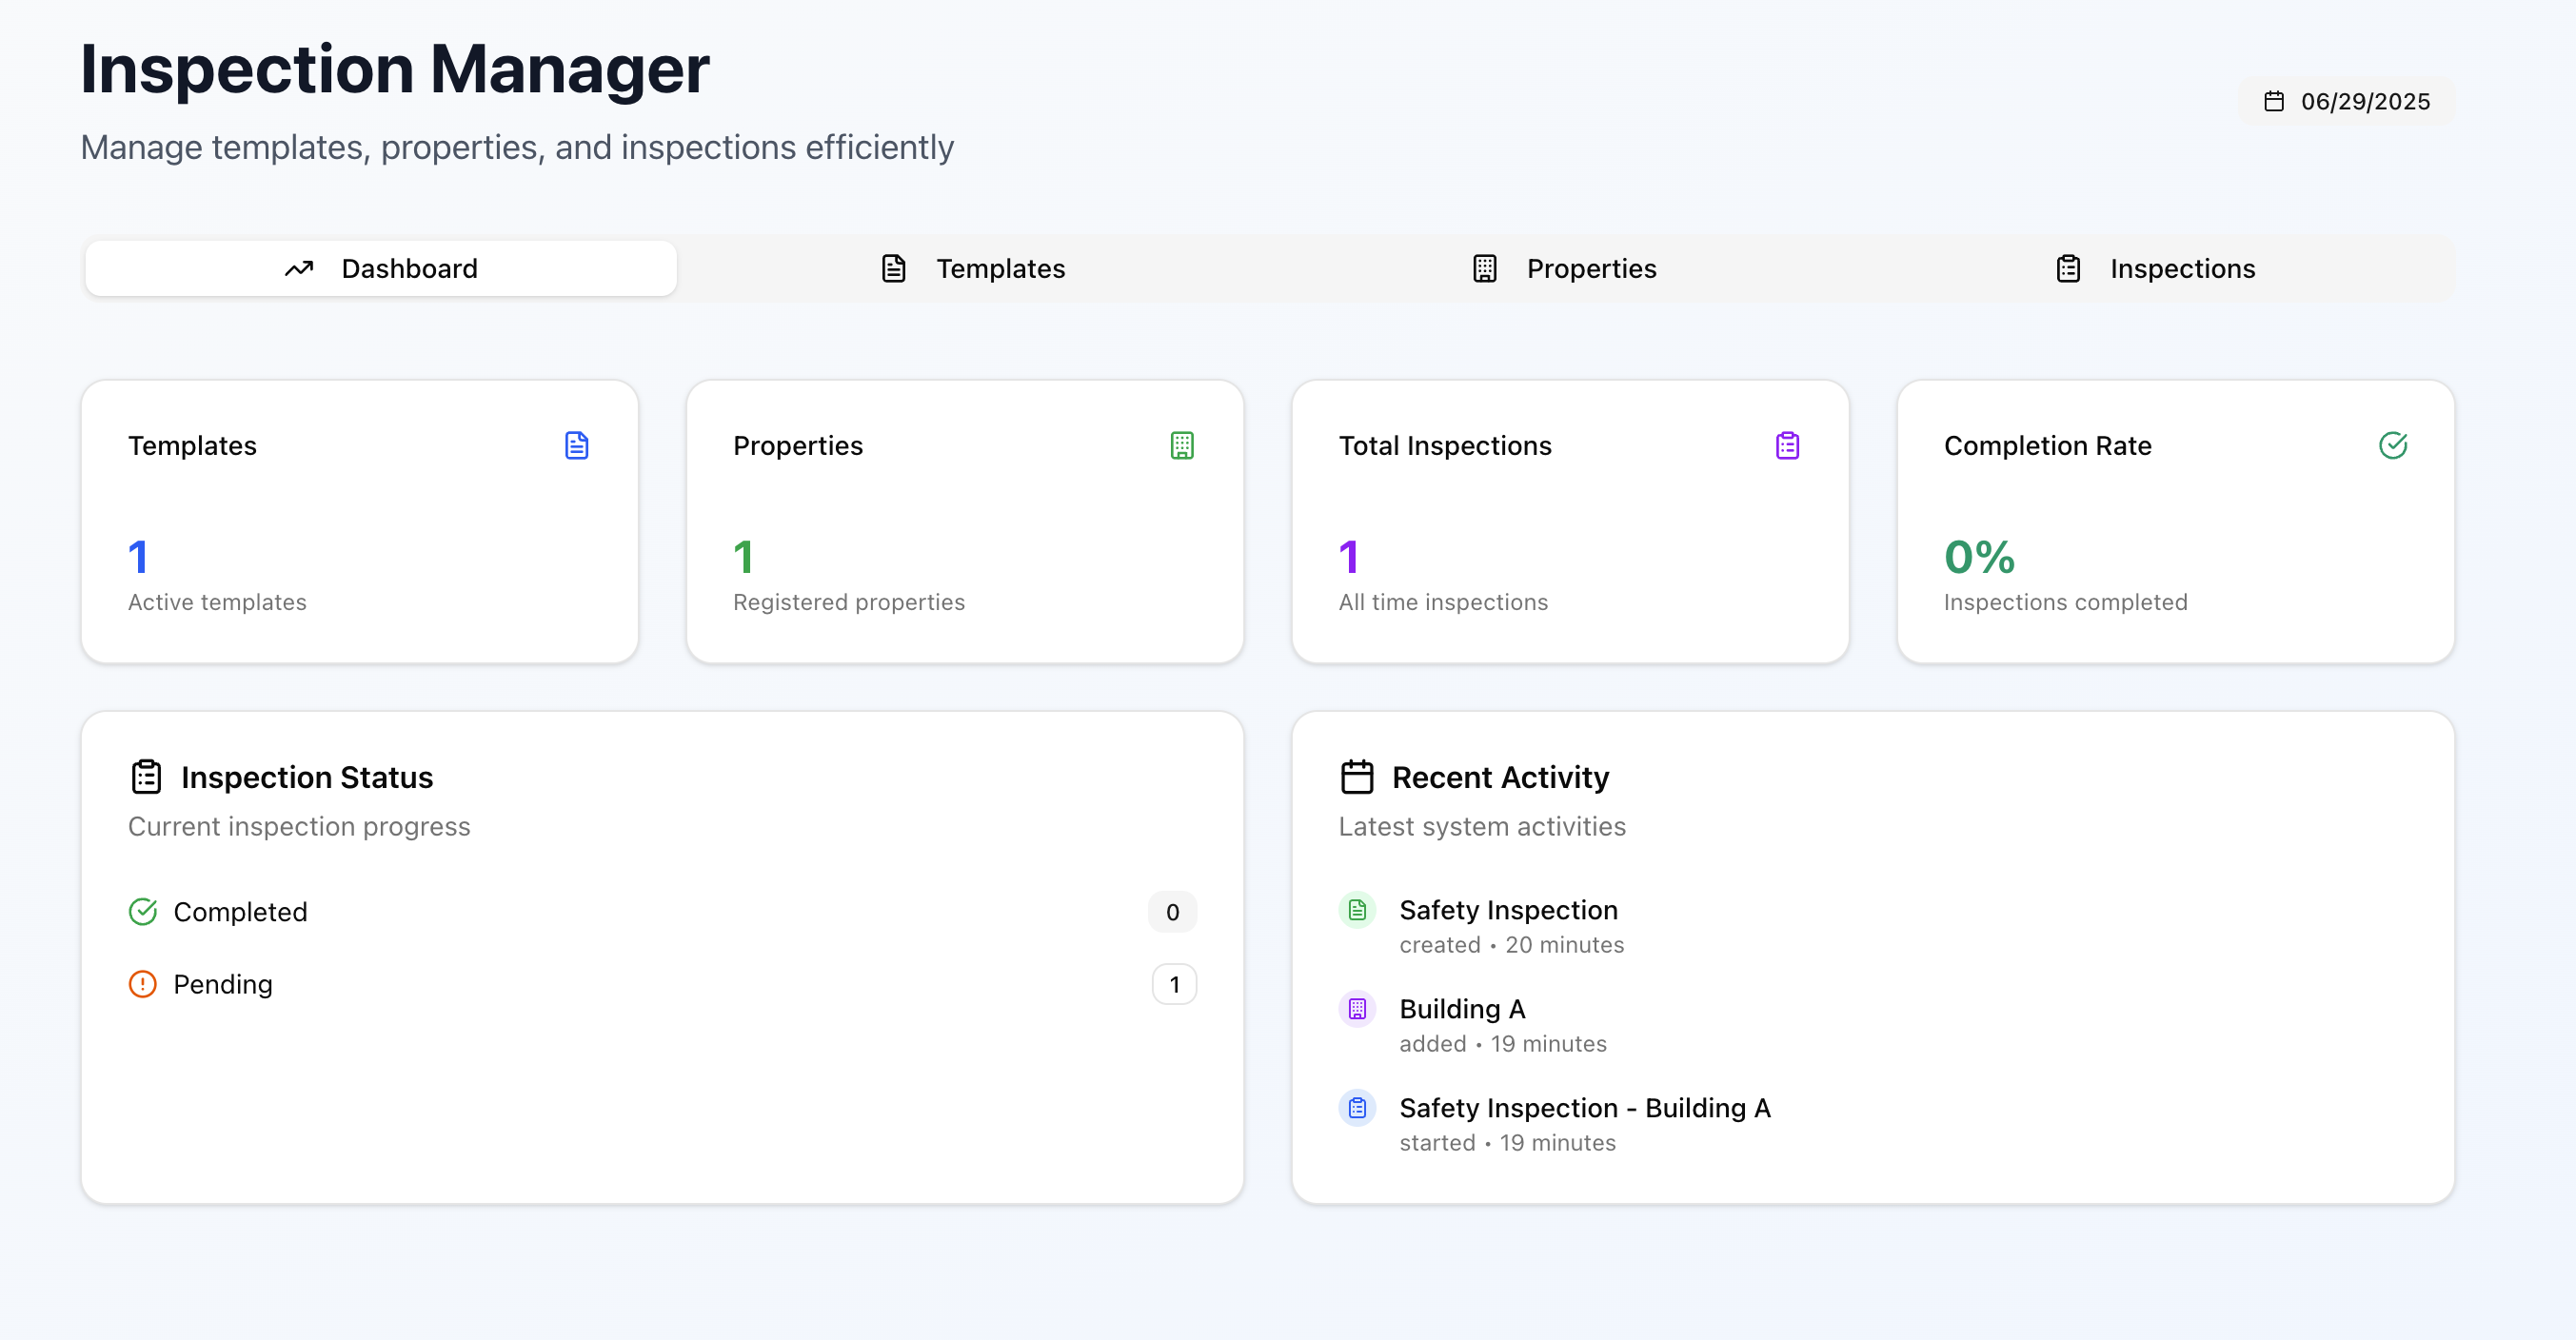 Inspection Manager
Manage templates, properties, and inspections efficiently
06/29/2025
Dashboard
Templates
Properties
Inspections
Templates
1
Active templates
Properties
1
Registered properties
Total Inspections
1
All time inspections
Completion Rate
0%
Inspections completed
Inspection Status
Current inspection progress
Completed
0
Pending
1
Recent Activity
Latest system activities
Safety Inspection
created • 20 minutes
Building A
added • 19 minutes
Safety Inspection - Building A
started • 19 minutes